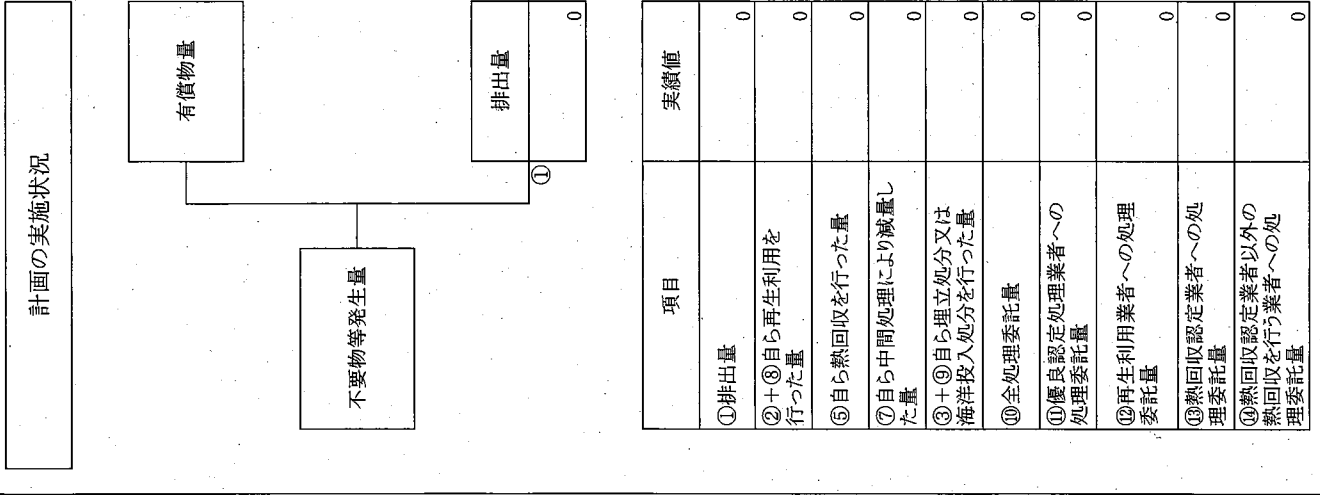 計画の実施状況
有償物量
不要物等発生量
排出量
①
0
項目
実績値
①排出量
0
②+⑧自ら再生利用を
行った量
0
⑤自ら熱回収を行った量
0
⑦自ら中間処理により減量し
た量
0
③+⑨自ら埋立処分又は
海洋投入処分を行った量
0
⑩全処理委託量
0
⑪優良認定処理業者への
処理委託量
0
⑫再生利用業者への処理
委託量
0
⑬熱回収認定業者への処
理委託量
0
⑭熱回収認定業者以外の
熱回収を行う業者への処
理委託量
0